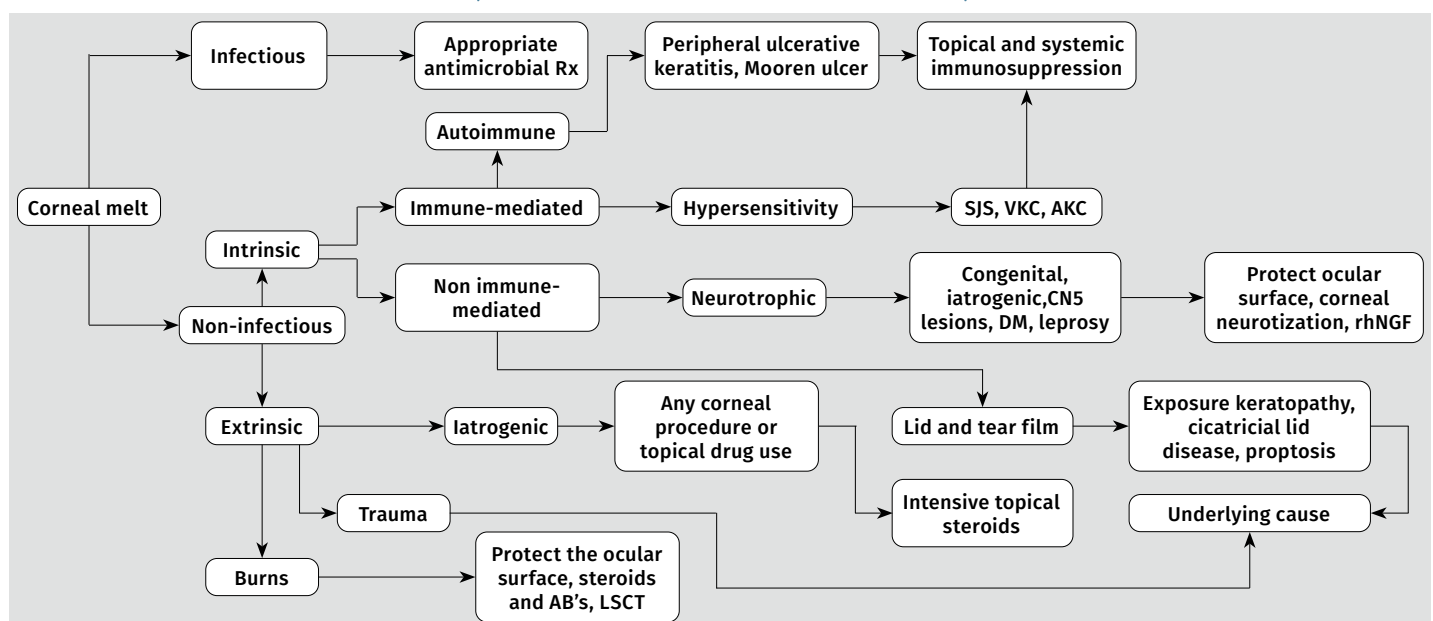 Infectious
Appropriate
antimicrobial Rx
Peripheral ulcerative
keratitis, Mooren ulcer
Topical and systemic
immunosuppression
Autoimmune
Corneal melt
Immune-mediated
Hypersensitivity
SJS, VKC, AKC
Intrinsic
Non immune-
mediated
Neurotrophic
Congenital,
iatrogenic,CN5
lesions, DM, leprosy
Protect ocular
surface, corneal
neurotization, rhNGF
Non-infectious
Extrinsic
Iatrogenic
Any corneal
procedure or
topical drug use
Lid and tear film
Exposure keratopathy,
cicatricial lid
disease, proptosis
Trauma
Intensive topical
steroids
Underlying cause
Burns
Protect the ocular
surface, steroids
and AB's, LSCT